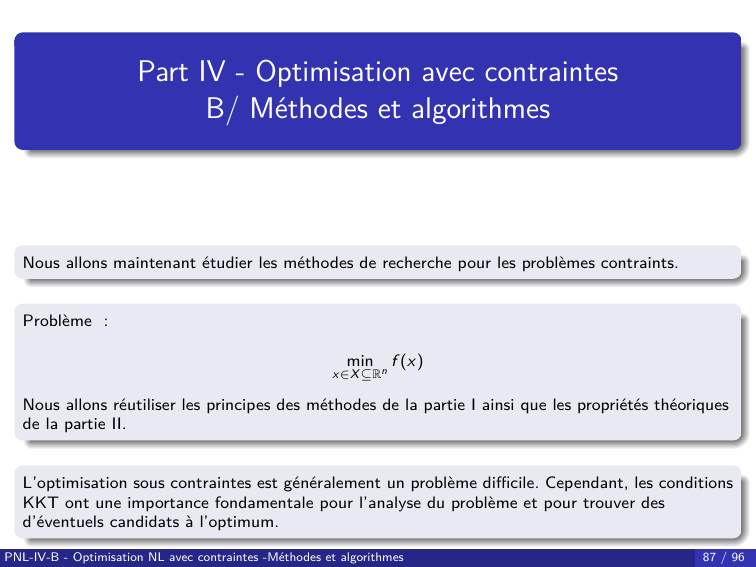 Part IV - Optimisation avec contraintes
B/ Méthodes et algorithmes
Nous allons maintenant étudier les méthodes de recherche pour les problèmes contraints.
Problème :
min f(x)
x∈X⊆ℝⁿ
Nous allons réutiliser les principes des méthodes de la partie I ainsi que les propriétés théoriques
de la partie II.
L'optimisation sous contraintes est généralement un problème difficile. Cependant, les conditions
KKT ont une importance fondamentale pour l'analyse du problème et pour trouver des
d'éventuels candidats à l'optimum.
PNL-IV-B - Optimisation NL avec contraintes -Méthodes et algorithmes 87 / 96